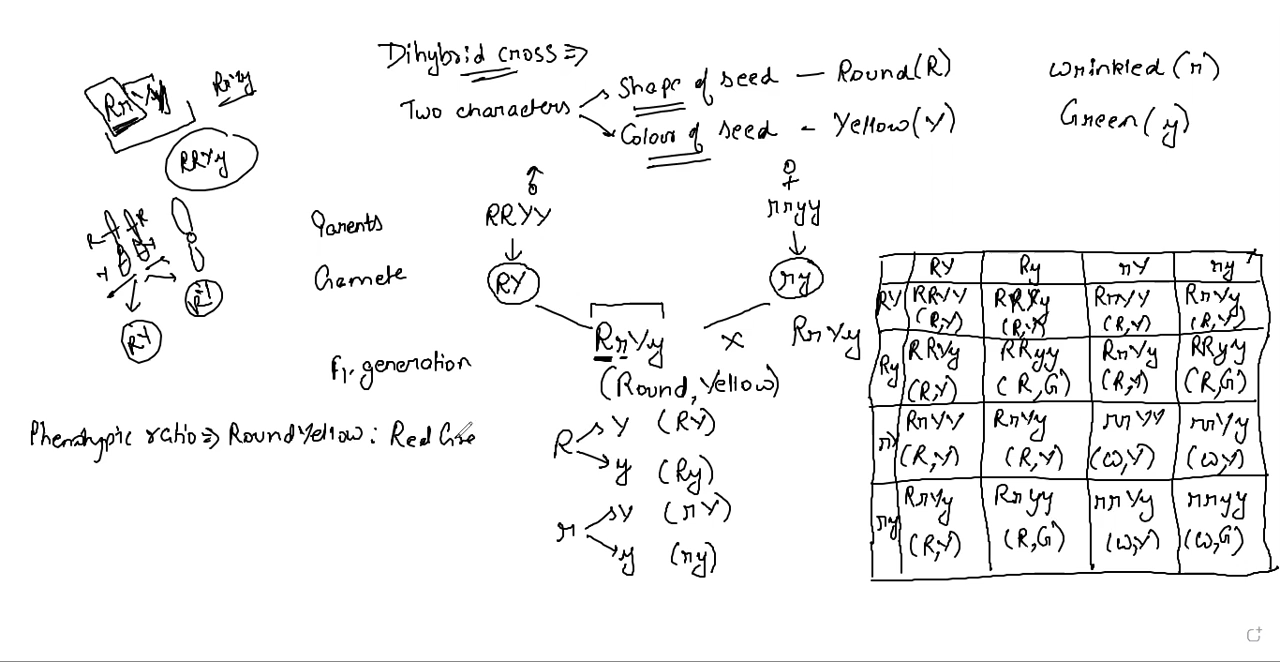 Dihybrid cross ⇒
Two characters
Shape of seed — Round(R) Wrinkled (r)
Colour of seed - Yellow(Y) Green(y)
RrYy RrYy
RRYy
R R
Y Y
RY RY
♂ ♀
Parents RRYY rryy
Gamete RY ry
RrYy x RrYy
F1, generation
(Round, Yellow)
R Y (RY)
y (Ry)
r Y (rY)
y (ry)
Phenotypic ratio ⇒ Round Yellow : Red Gre
RY Ry rY ry
RY RRYY RRYy RrYY RrYy
(R,Y) (R,Y) (R,Y) (R,Y)
Ry RRYy RRyy RrYy RRyy
(R,Y) (R,G) (R,Y) (R,G)
rY RrYY RrYy rrYY rrYy
(R,Y) (R,Y) (W,Y) (W,Y)
ry RrYy Rryy rrYy rryy
(R,Y) (R,G) (W,Y) (W,G)